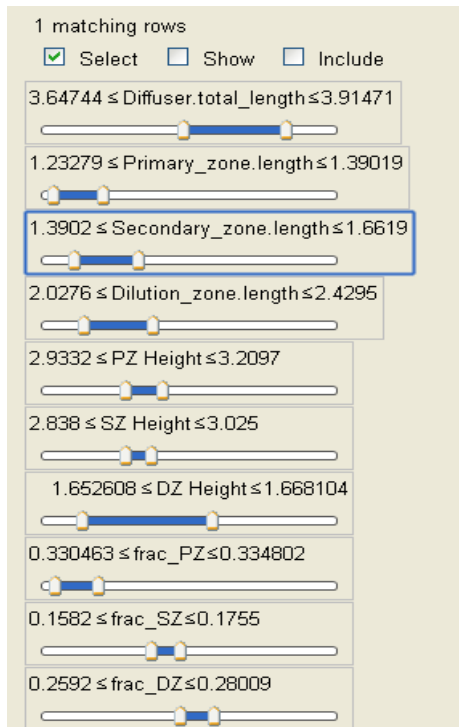 1 matching rows
Select Show Include
3.64744 ≤ Diffuser.total_length≤3.91471
1.23279 ≤ Primary_zone.length≤1.39019
1.3902 ≤ Secondary_zone.length≤1.6619
2.0276 ≤ Dilution_zone.length≤2.4295
2.9332 ≤ PZ Height≤3.2097
2.838 ≤ SZ Height≤3.025
1.652608 ≤ DZ Height≤1.668104
0.330463 ≤ frac_PZ≤0.334802
0.1582 ≤ frac_SZ≤0.1755
0.2592 ≤ frac_DZ≤0.28009